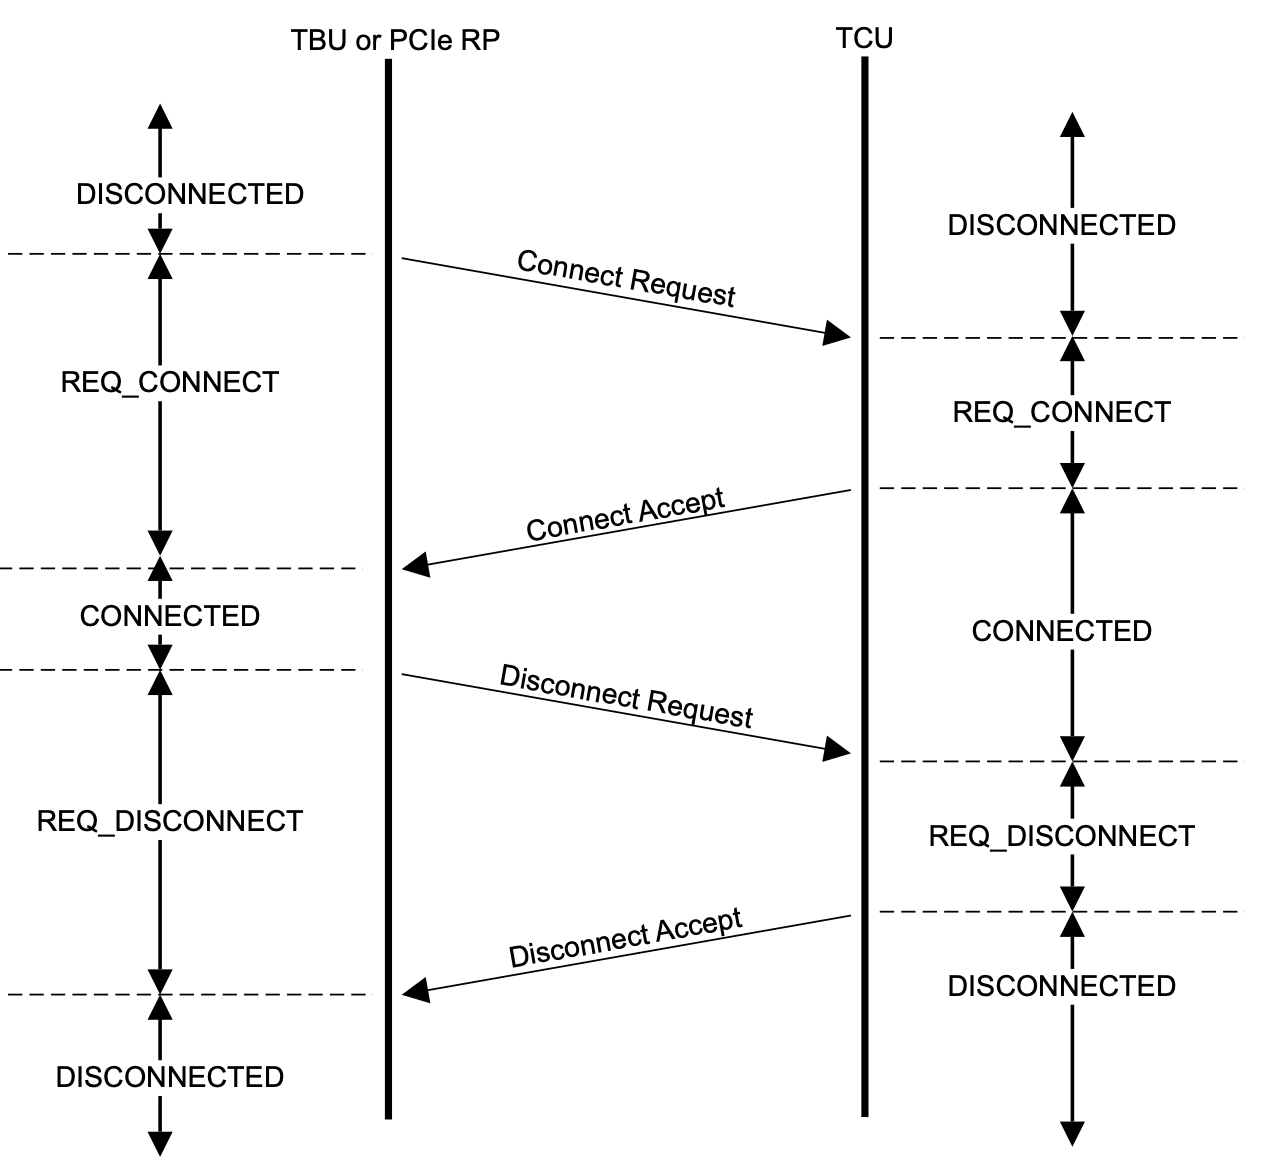 TBU or PCIe RP
TCU
DISCONNECTED
DISCONNECTED
Connect Request
REQ_CONNECT
REQ_CONNECT
Connect Accept
CONNECTED
CONNECTED
Disconnect Request
REQ_DISCONNECT
REQ_DISCONNECT
Disconnect Accept
DISCONNECTED
DISCONNECTED